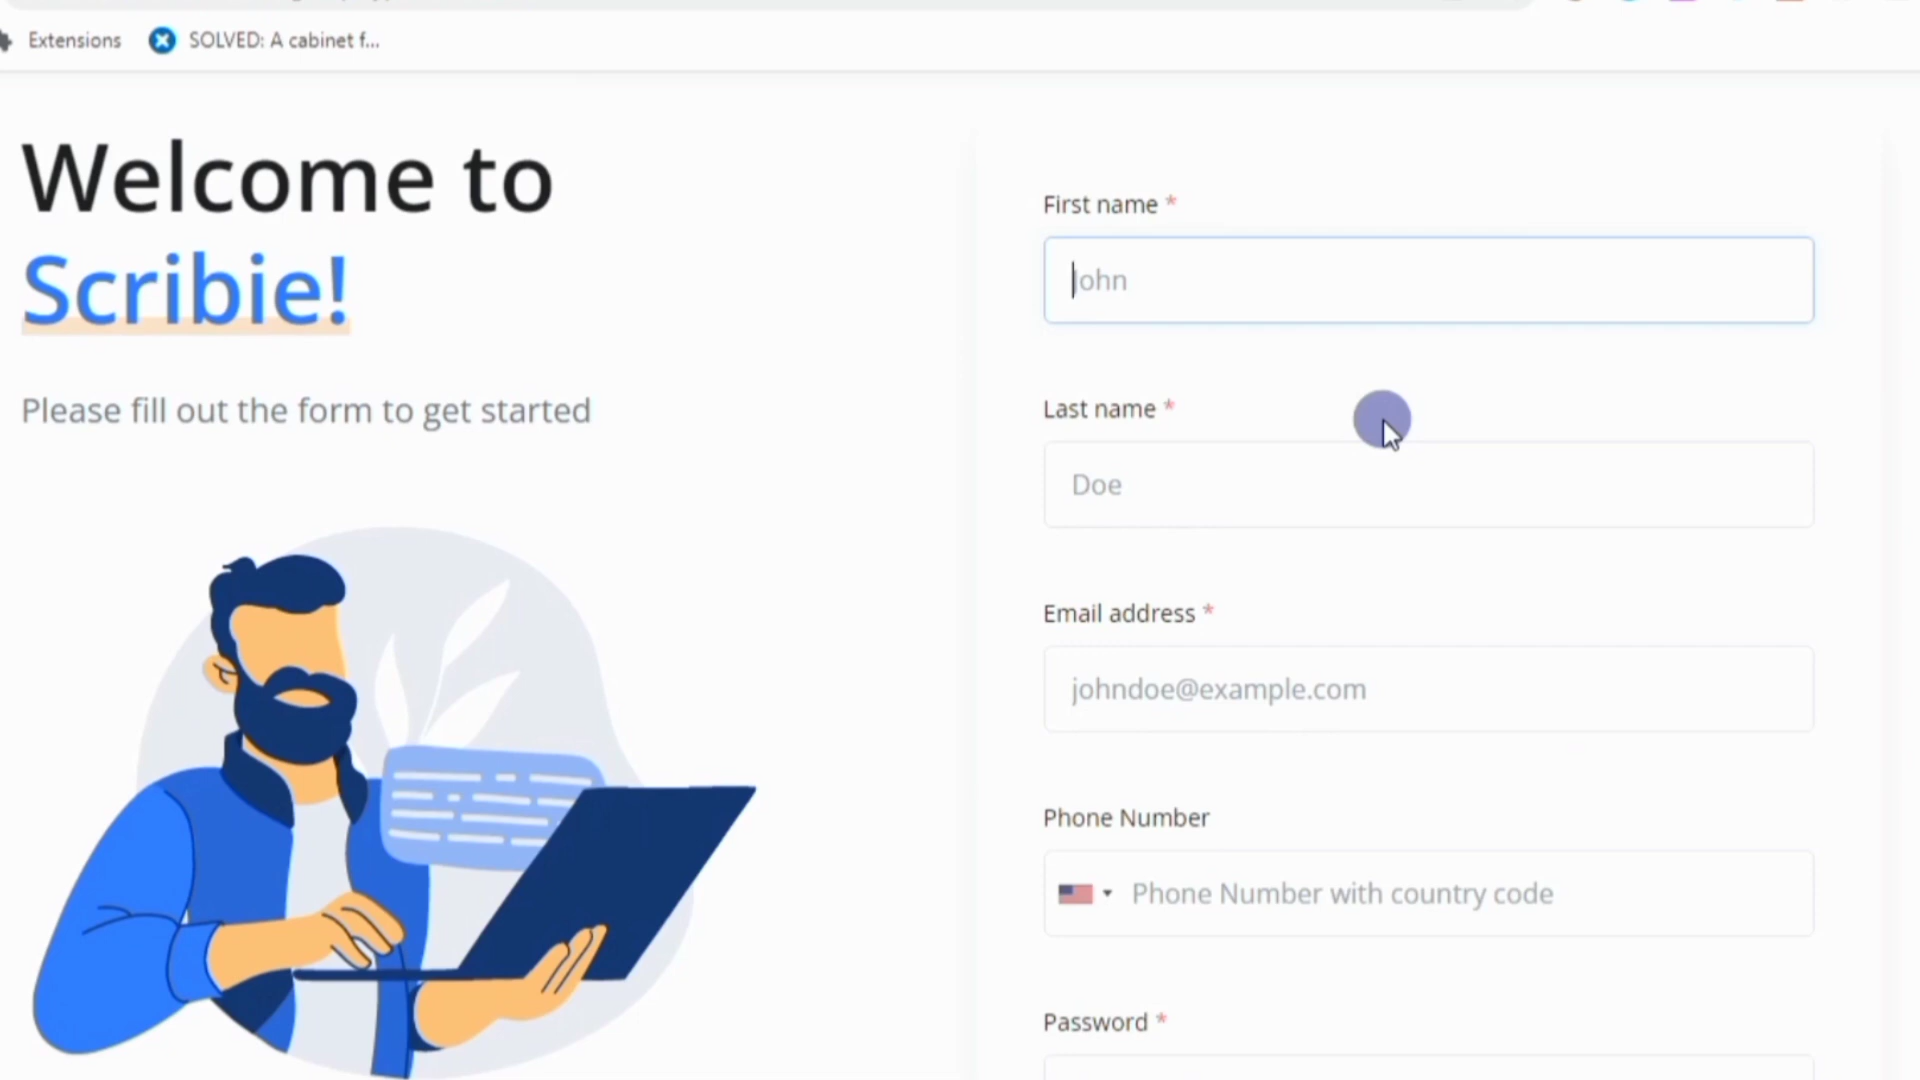 Extensions
SOLVED: A cabinet f...
Welcome to
Scribie!
Please fill out the form to get started
First name *
John
Last name *
Doe
Email address *
johndoe@example.com
Phone Number
Phone Number with country code
Password *